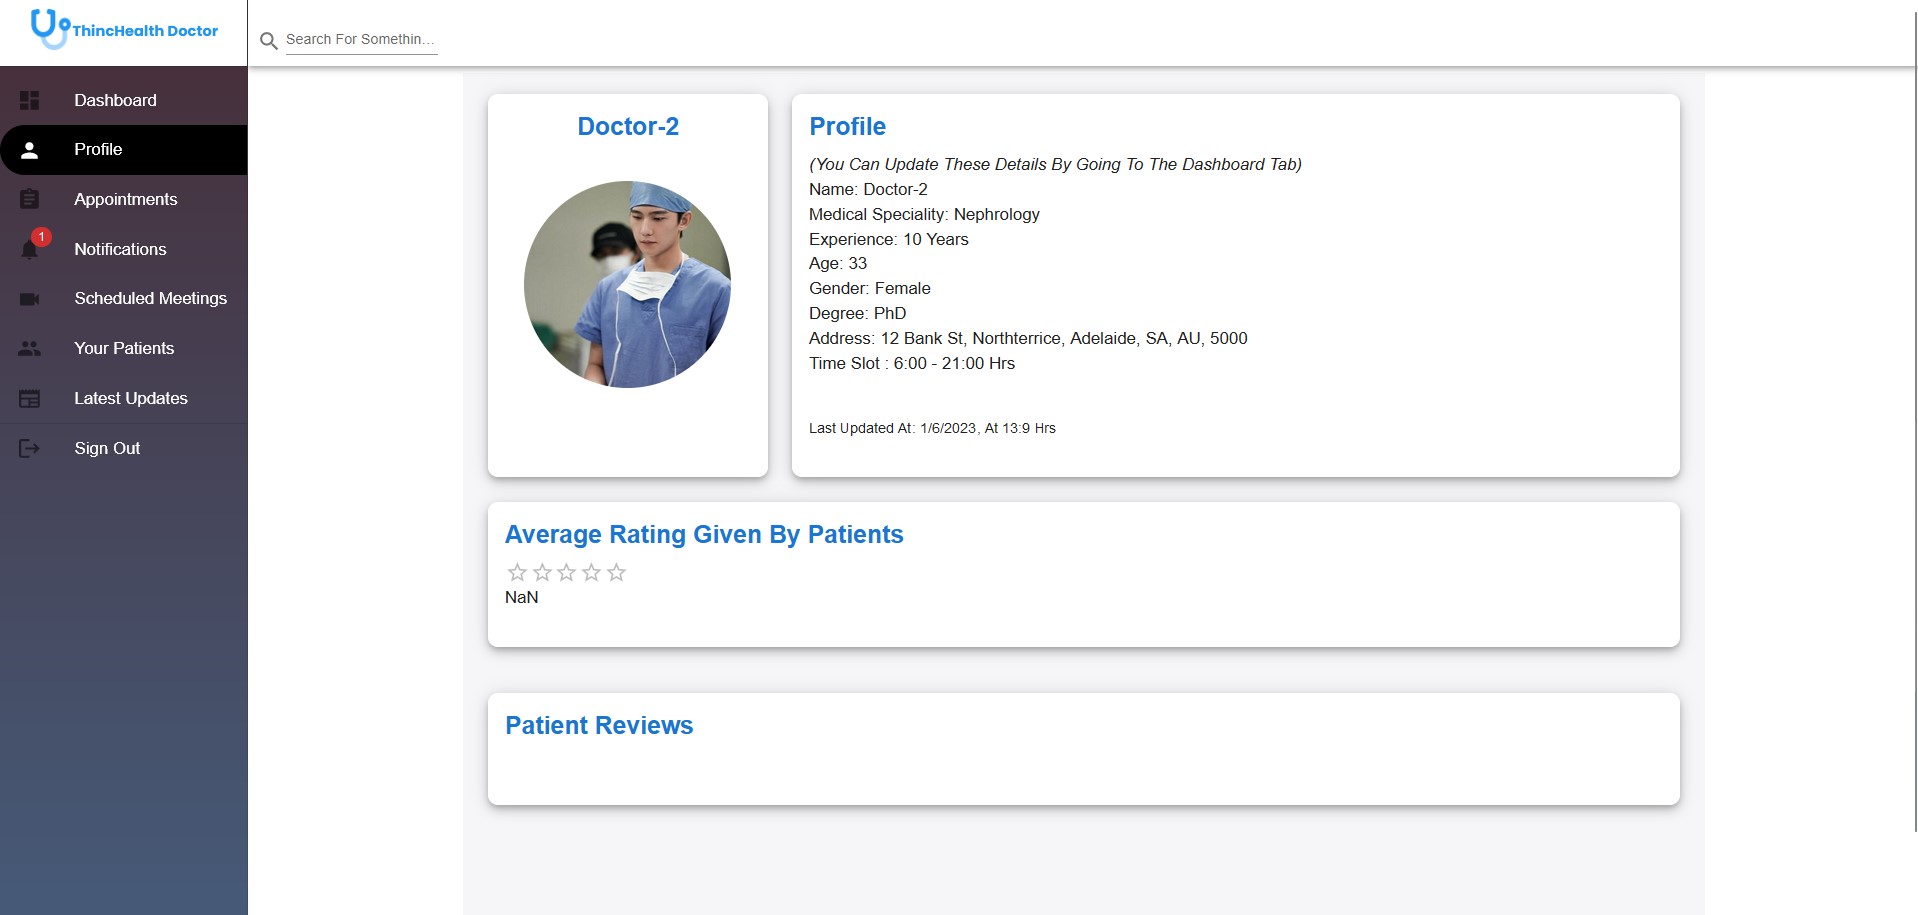 ThincHealth Doctor
Search For Somethin...
Dashboard
Profile
Appointments
1
Notifications
Scheduled Meetings
Your Patients
Latest Updates
Sign Out
Doctor-2
Profile
(You Can Update These Details By Going To The Dashboard Tab)
Name: Doctor-2
Medical Speciality: Nephrology
Experience: 10 Years
Age: 33
Gender: Female
Degree: PhD
Address: 12 Bank St, Northterrice, Adelaide, SA, AU, 5000
Time Slot : 6:00 - 21:00 Hrs
Last Updated At: 1/6/2023, At 13:9 Hrs
Average Rating Given By Patients
NaN
Patient Reviews